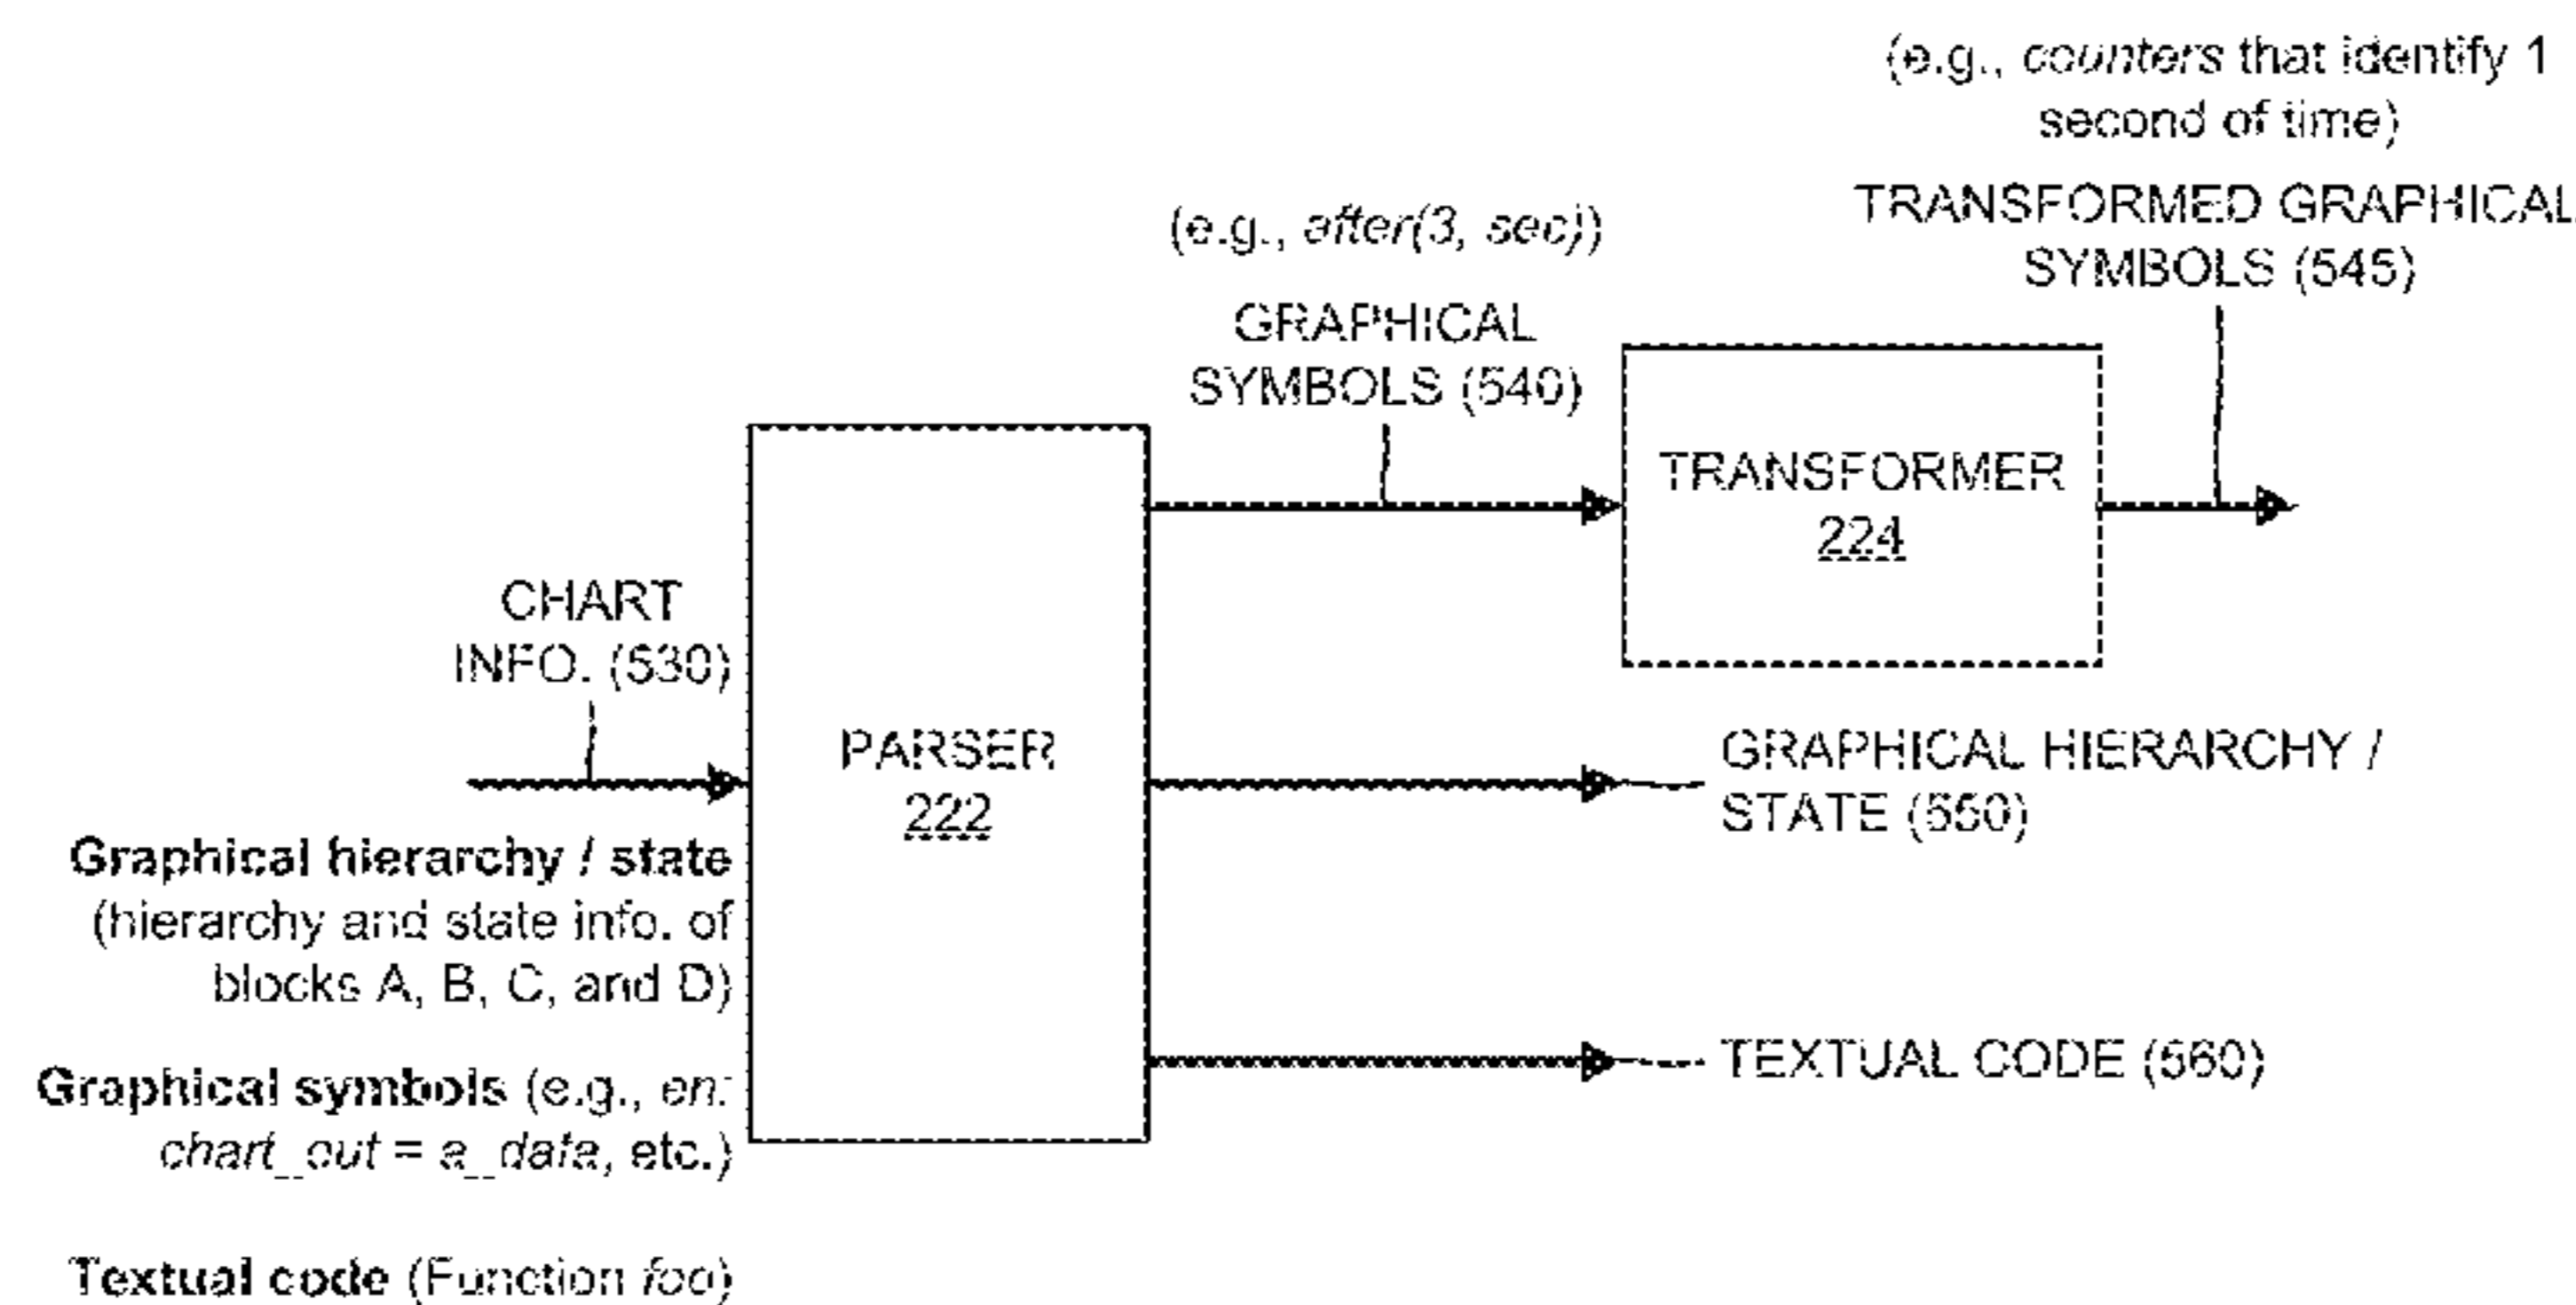 (e.g., counters that identify 1
second of time)
TRANSFORMED GRAPHICAL
SYMBOLS (545)
(e.g., after(3, sec))
GRAPHICAL
SYMBOLS (540)
TRANSFORMER
224
CHART
INFO. (530)
PARSER
222
GRAPHICAL HIERARCHY /
STATE (550)
Graphical hierarchy / state
(hierarchy and state info. of
blocks A, B, C, and D)
TEXTUAL CODE (560)
Graphical symbols (e.g., en:
chart_out = a_data, etc.)
Textual code (Function foo)